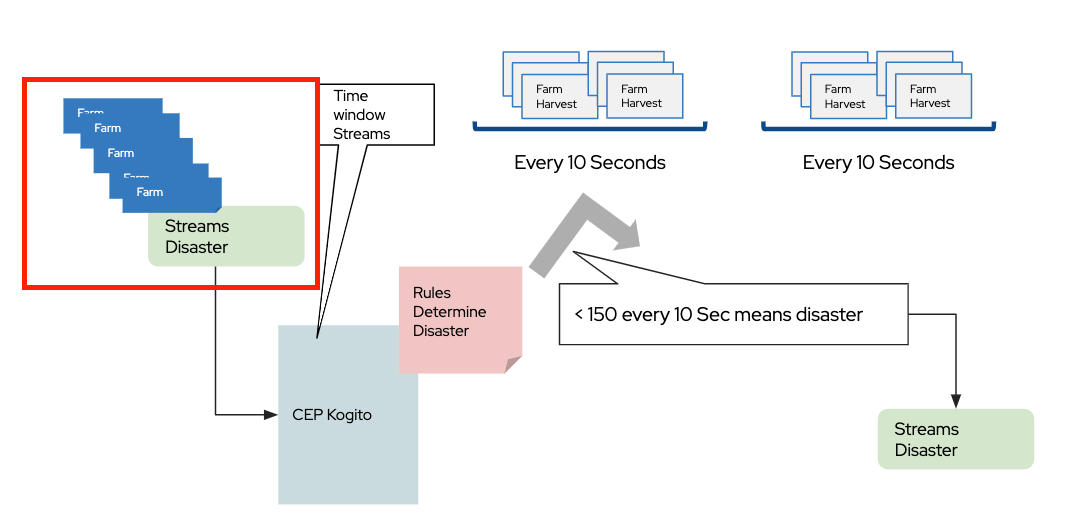 Farm
Farm
Farm
Farm
Farm
Streams
Disaster
Time
window
Streams
Farm
Harvest
Farm
Harvest
Every 10 Seconds
Farm
Harvest
Farm
Harvest
Every 10 Seconds
Rules
Determine
Disaster
< 150 every 10 Sec means disaster
CEP Kogito
Streams
Disaster